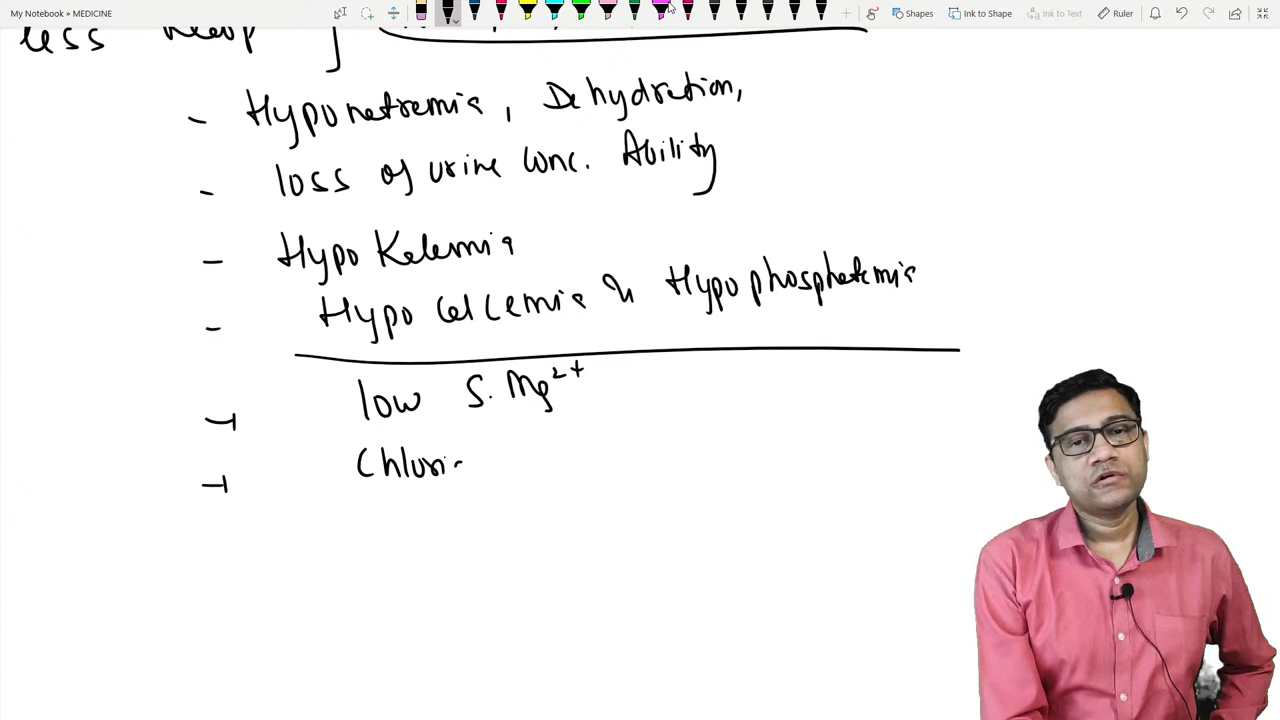 My Notebook » MEDICINE
Shapes
Ink to Shape
Ink to Text
Ruler
less
- Hyponatremia, Dehydration,
- loss of urine conc. Ability
- Hypokalemia
- Hypocalcemia & Hypophosphatemia
low S. Mg²⁺
Chlori